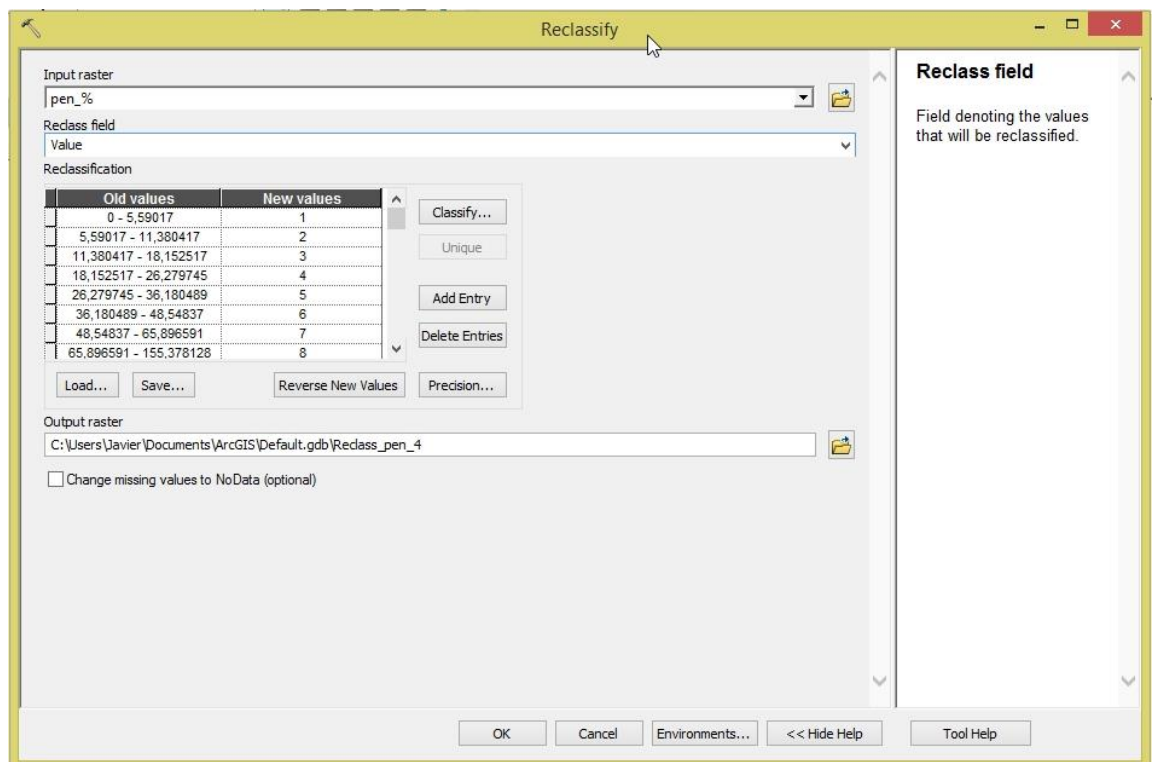 Reclassify
Input raster
pen_%
Reclass field
Value
Reclassification
Old values New values
0 - 5,59017 1
5,59017 - 11,380417 2
11,380417 - 18,152517 3
18,152517 - 26,279745 4
26,279745 - 36,180489 5
36,180489 - 48,54837 6
48,54837 - 65,896591 7
65,896591 - 155,378128 8
Classify...
Unique
Add Entry
Delete Entries
Load... Save... Reverse New Values Precision...
Output raster
C:\Users\Javier\Documents\ArcGIS\Default.gdb\Reclass_pen_4
Change missing values to NoData (optional)
Reclass field
Field denoting the values
that will be reclassified.
OK Cancel Environments... << Hide Help Tool Help